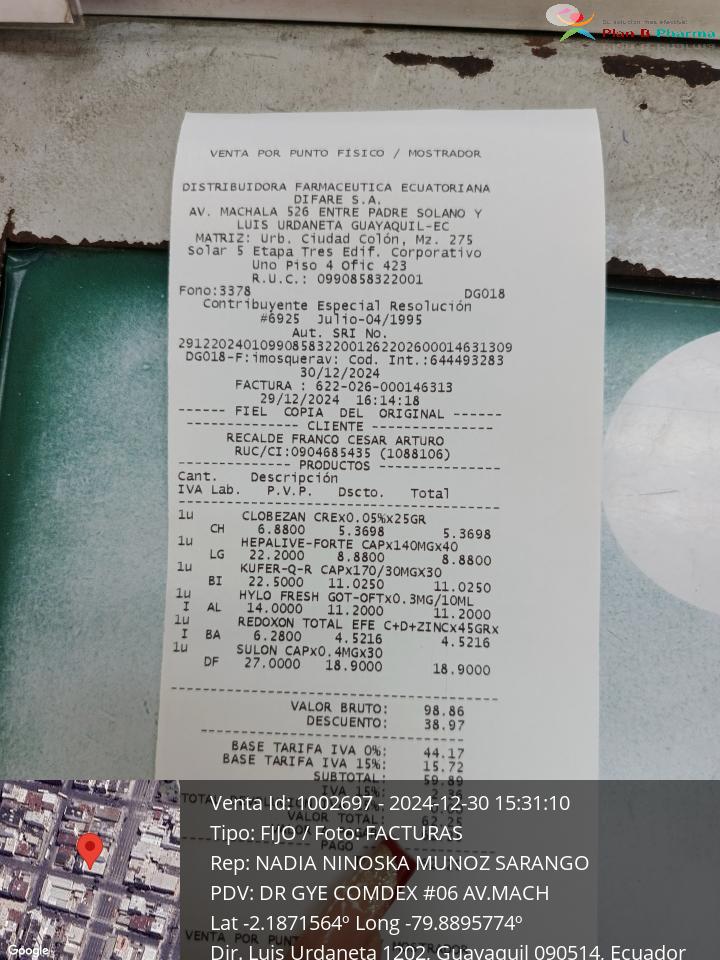 Su solución más efectiva!
Plan B Pharma
VENTA POR PUNTO FÍSICO / MOSTRADOR
DISTRIBUIDORA FARMACEUTICA ECUATORIANA
DIFARE S.A.
AV. MACHALA 526 ENTRE PADRE SOLANO Y
LUIS URDANETA GUAYAQUIL-EC
MATRIZ: Urb. Ciudad Colón, Mz. 275
Solar 5 Etapa Tres Edif. Corporativo
Uno Piso 4 Ofic 423
R.U.C.: 0990858322001
Fono:3378 DG018
Contribuyente Especial Resolución
#6925 Julio-04/1995
Aut. SRI No.
2912202401099085832200126220260001463 1309
DG018-F:imosquerav: Cod. Int.:644493283
30/12/2024
FACTURA : 622-026-000146313
29/12/2024 16:14:18
------ FIEL COPIA DEL ORIGINAL ------
--------------- CLIENTE ---------------
RECALDE FRANCO CESAR ARTURO
RUC/CI:0904685435 (1088106)
-------------- PRODUCTOS --------------
Cant. Descripción
IVA Lab. P.V.P. Dscto. Total
1u CLOBEZAN CREx0.05%x25GR
CH 6.8800 5.3698 5.3698
1u HEPALIVE-FORTE CAPx140MGx40
LG 22.2000 8.8800 8.8800
1u KUFER-Q-R CAPx170/30MGx30
BI 22.5000 11.0250 11.0250
1u HYLO FRESH GOT-OFTx0.3MG/10ML
I AL 14.0000 11.2000 11.2000
1u REDOXON TOTAL EFE C+D+ZINCx45GRx
I BA 6.2800 4.5216 4.5216
1u SULON CAPx0.4MGx30
DF 27.0000 18.9000 18.9000
VALOR BRUTO: 98.86
DESCUENTO: 38.97
BASE TARIFA IVA 0%: 44.17
BASE TARIFA IVA 15%: 15.72
SUBTOTAL: 59.89
IVA 15%:
VALOR TOTAL: 62.25
PAGO
Venta Id: 1002697 - 2024-12-30 15:31:10
Tipo: FIJO / Foto: FACTURAS
Rep: NADIA NINOSKA MUNOZ SARANGO
PDV: DR GYE COMDEX #06 AV.MACH
Lat -2.1871564º Long -79.8895774º
Dir. Luis Urdaneta 1202, Guayaquil 090514, Ecuador
Google
VENTA POR PUNT MOSTRADOR